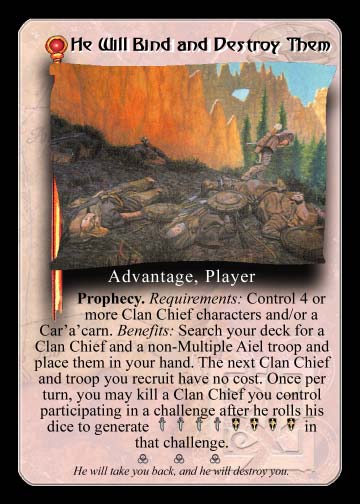 He Will Bind and Destroy Them
Advantage, Player
Prophecy. Requirements: Control 4 or
more Clan Chief characters and/or a
Car'a'carn. Benefits: Search your deck for a
Clan Chief and a non-Multiple Aiel troop and
place them in your hand. The next Clan Chief
and troop you recruit have no cost. Once per
turn, you may kill a Clan Chief you control
participating in a challenge after he rolls his
dice to generate in
that challenge.
He will take you back, and he will destroy you.